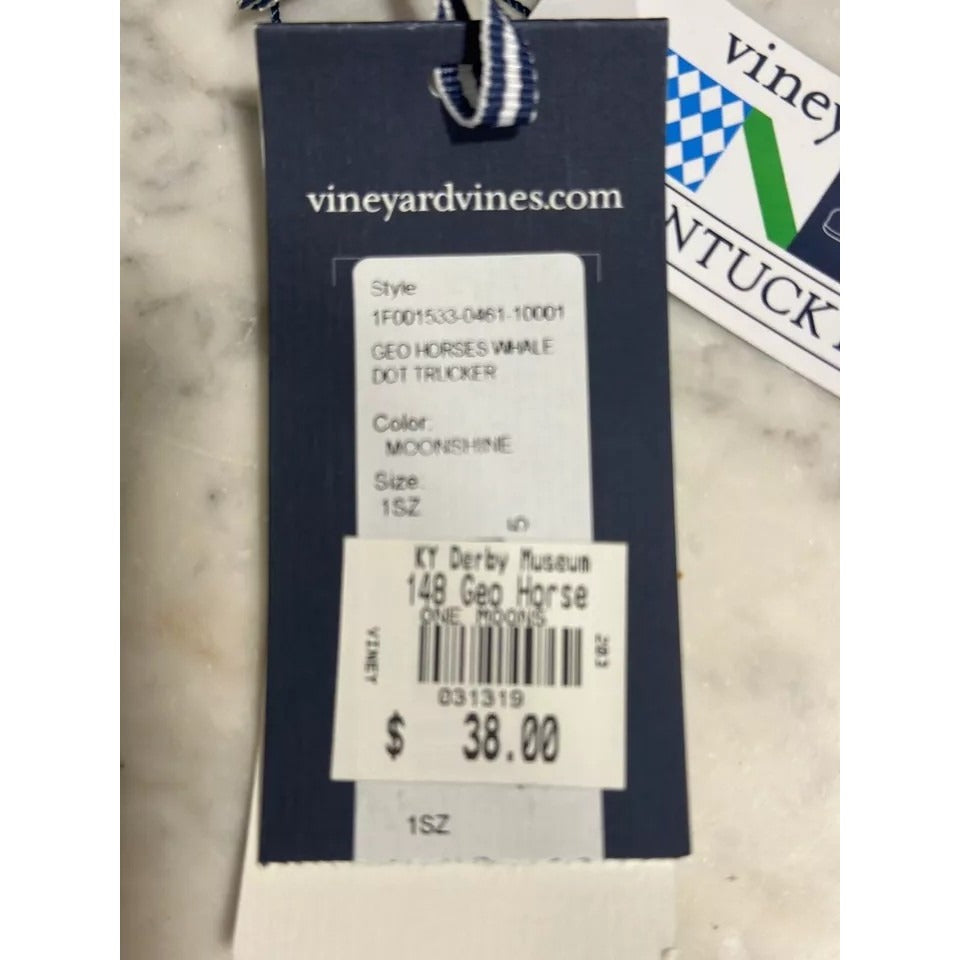 vineyardvines.com
Style
1F001533-0461-10001
GEO HORSES WHALE
DOT TRUCKER
Color:
MOONSHINE
Size:
1SZ
KY Derby Museum
148 Geo Horse
ONE MOONS
VINEY
203
031319
$ 38.00
1SZ
viney
NTUCK